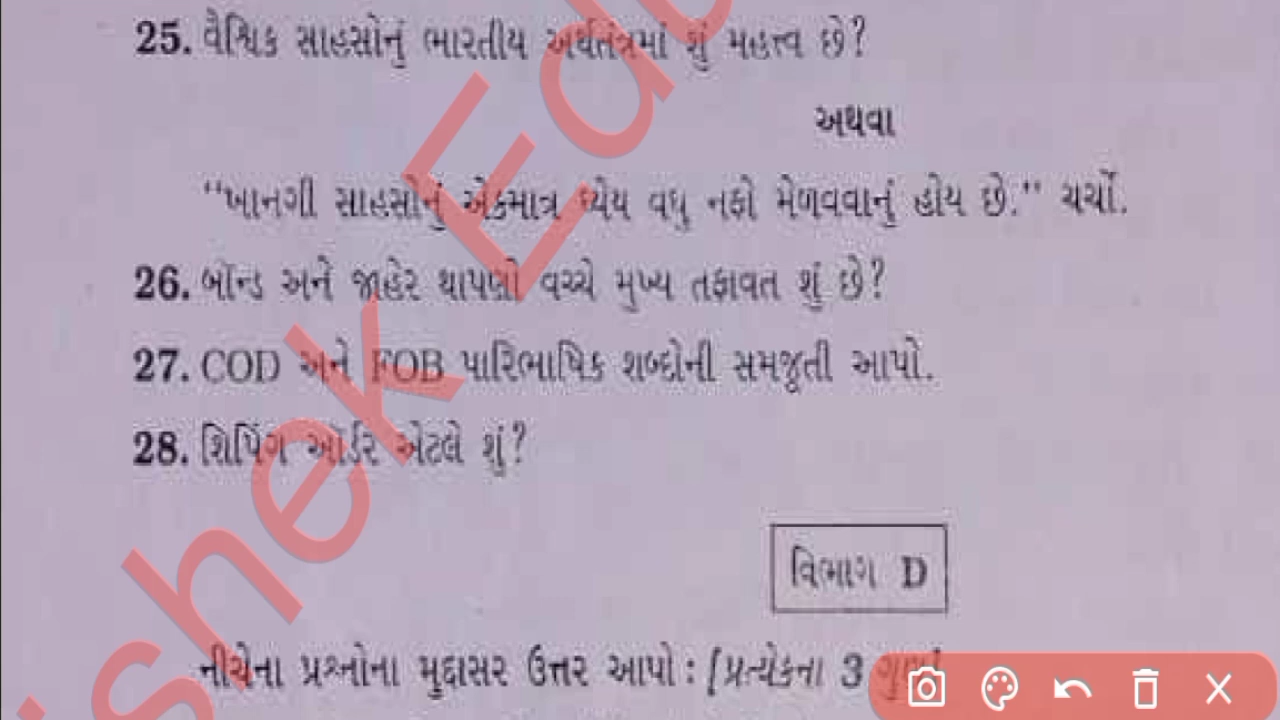 25. વૈશ્વિક સાહસોનું ભારતીય અર્થતંત્રમાં શું મહત્ત્વ છે?
અથવા
“ખાનગી સાહસોનું એકમાત્ર ધ્યેય વધુ નફો મેળવવાનું હોય છે.” ચર્ચો.
26. બૉન્ડ અને જાહેર થાપણો વચ્ચે મુખ્ય તફાવત શું છે?
27. COD અને FOB પારિભાષિક શબ્દોની સમજૂતી આપો.
28. શિપિંગ ઑર્ડર એટલે શું?
વિભાગ D
નીચેના પ્રશ્નોના મુદ્દાસર ઉત્તર આપો : [પ્રત્યેકના 3
ishek Edu